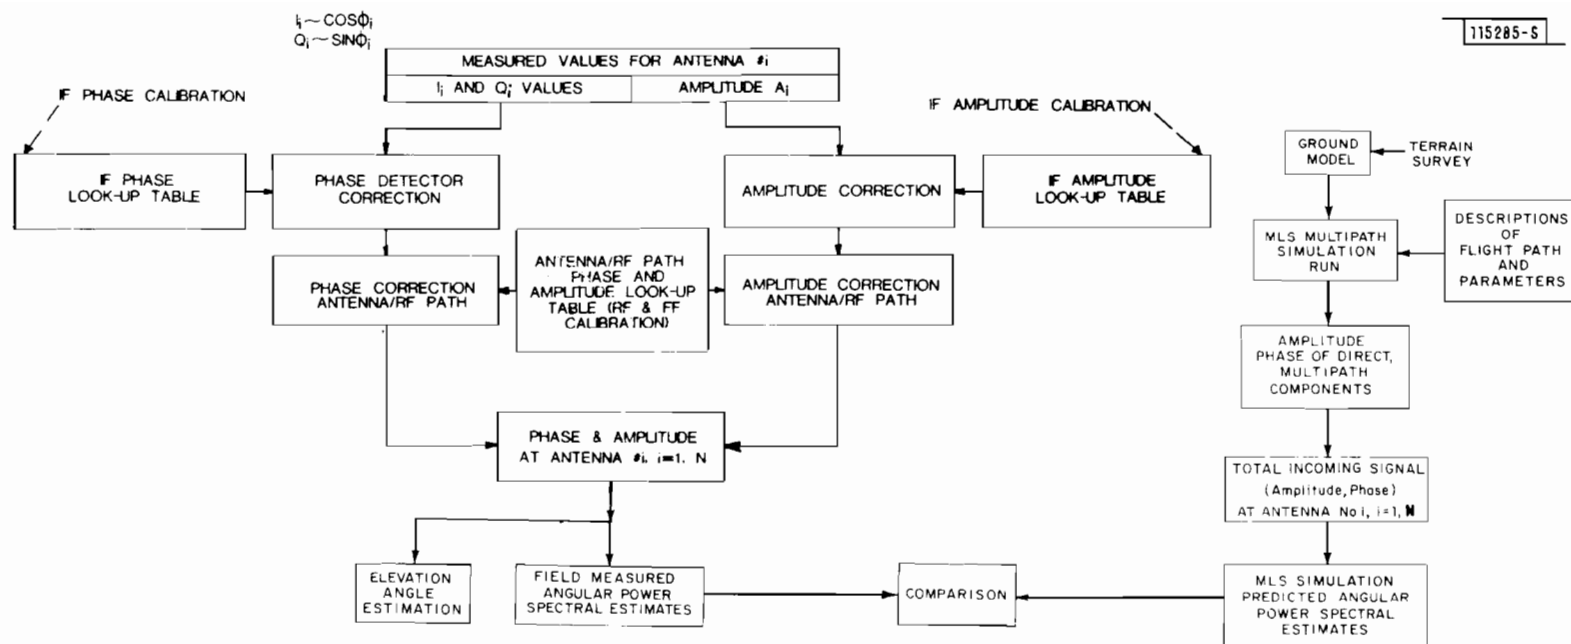 Ii ~ COSΦi
Qi ~ SINΦi
115285-S
MEASURED VALUES FOR ANTENNA #i
Ii AND Qi VALUES
AMPLITUDE Ai
IF PHASE CALIBRATION
IF AMPLITUDE CALIBRATION
IF PHASE
LOOK-UP TABLE
PHASE DETECTOR
CORRECTION
AMPLITUDE CORRECTION
IF AMPLITUDE
LOOK-UP TABLE
PHASE CORRECTION
ANTENNA/RF PATH
ANTENNA/RF PATH
PHASE AND
AMPLITUDE LOOK-UP
TABLE (RF & FF
CALIBRATION)
AMPLITUDE CORRECTION
ANTENNA/RF PATH
PHASE & AMPLITUDE
AT ANTENNA #i, i=1, N
ELEVATION
ANGLE
ESTIMATION
FIELD MEASURED
ANGULAR POWER
SPECTRAL ESTIMATES
COMPARISON
GROUND
MODEL
TERRAIN
SURVEY
MLS MULTIPATH
SIMULATION
RUN
DESCRIPTIONS
OF
FLIGHT PATH
AND
PARAMETERS
AMPLITUDE
PHASE OF DIRECT,
MULTIPATH
COMPONENTS
TOTAL INCOMING SIGNAL
(Amplitude, Phase)
AT ANTENNA No i, i=1, N
MLS SIMULATION
PREDICTED ANGULAR
POWER SPECTRAL
ESTIMATES